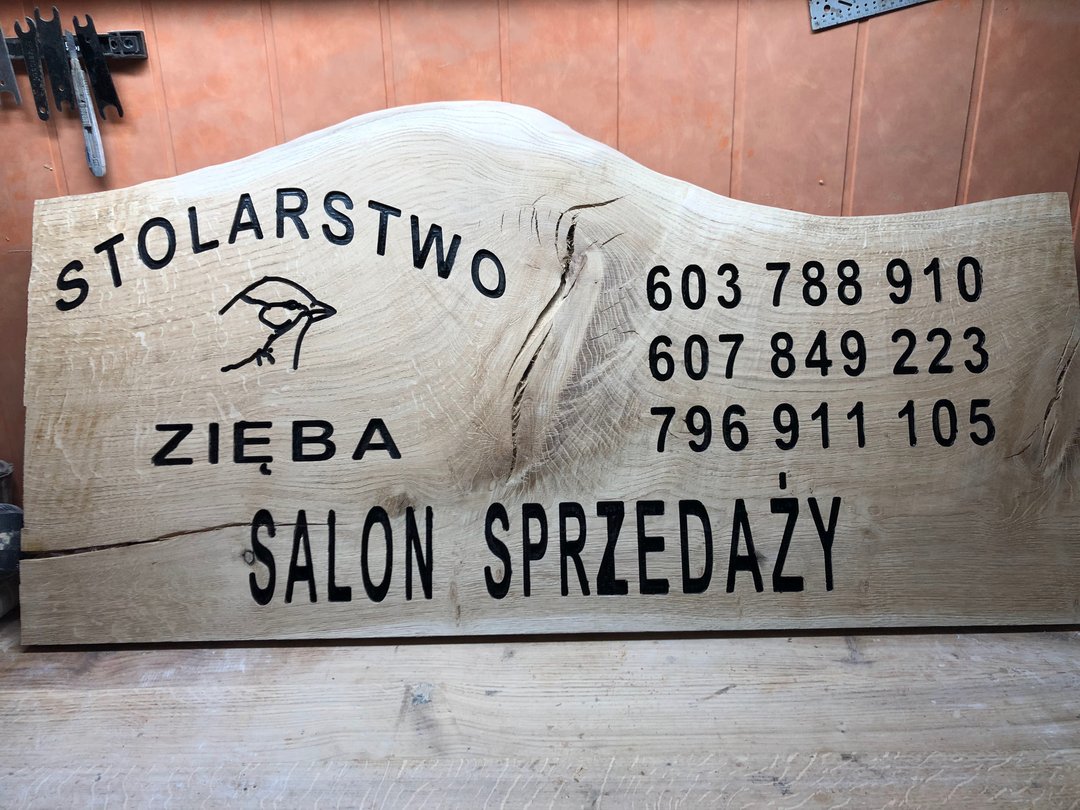 STOLARSTWO
ZIĘBA
603 788 910
607 849 223
796 911 105
SALON SPRZEDAŻY